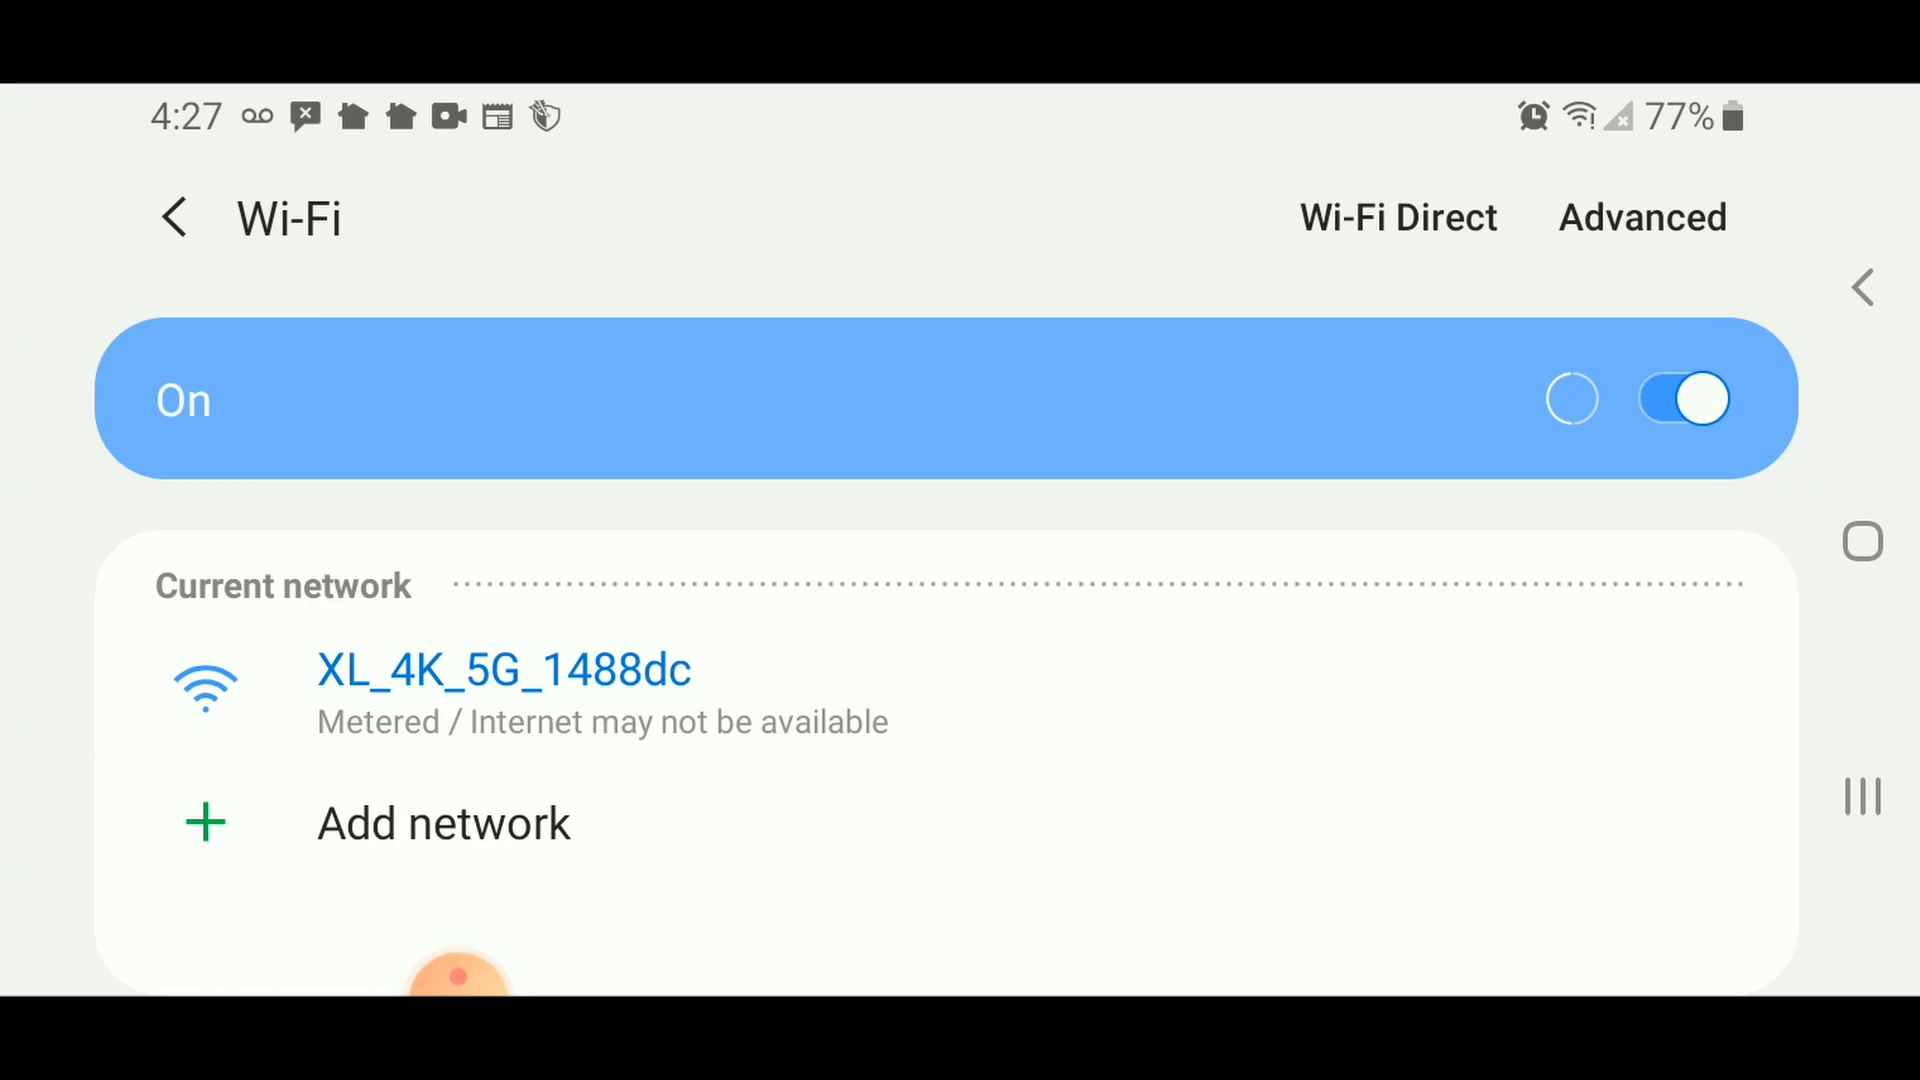 4:27
77%
Wi-Fi
Wi-Fi Direct
Advanced
On
Current network
XL_4K_5G_1488dc
Metered / Internet may not be available
Add network